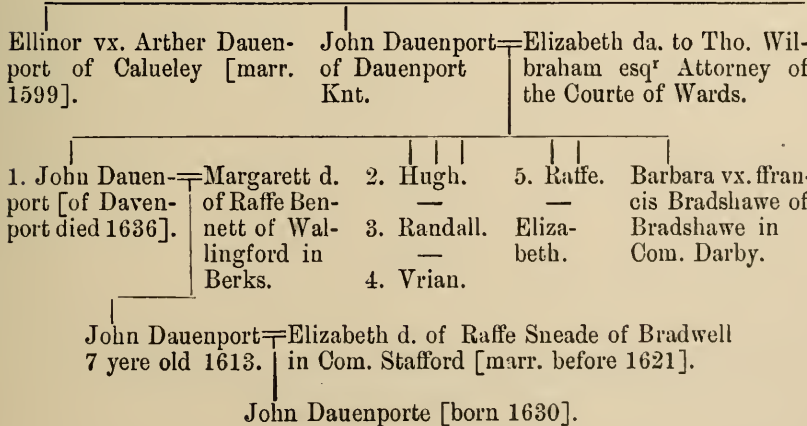 Ellinor vx. Arther Dauen-
port of Calueley [marr.
1599].
John Dauenport
of Dauenport
Knt.
Elizabeth da. to Tho. Wil-
braham esqʳ Attorney of
the Courte of Wards.
1. John Dauen-
port [of Daven-
port died 1636].
Margarett d.
of Raffe Ben-
nett of Wal-
lingford in
Berks.
2. Hugh.
—
3. Randall.
—
4. Vrian.
5. Raffe.
—
Eliza-
beth.
Barbara vx. ffran-
cis Bradshawe of
Bradshawe in
Com. Darby.
John Dauenport
7 yere old 1613.
Elizabeth d. of Raffe Sneade of Bradwell
in Com. Stafford [marr. before 1621].
John Dauenporte [born 1630].